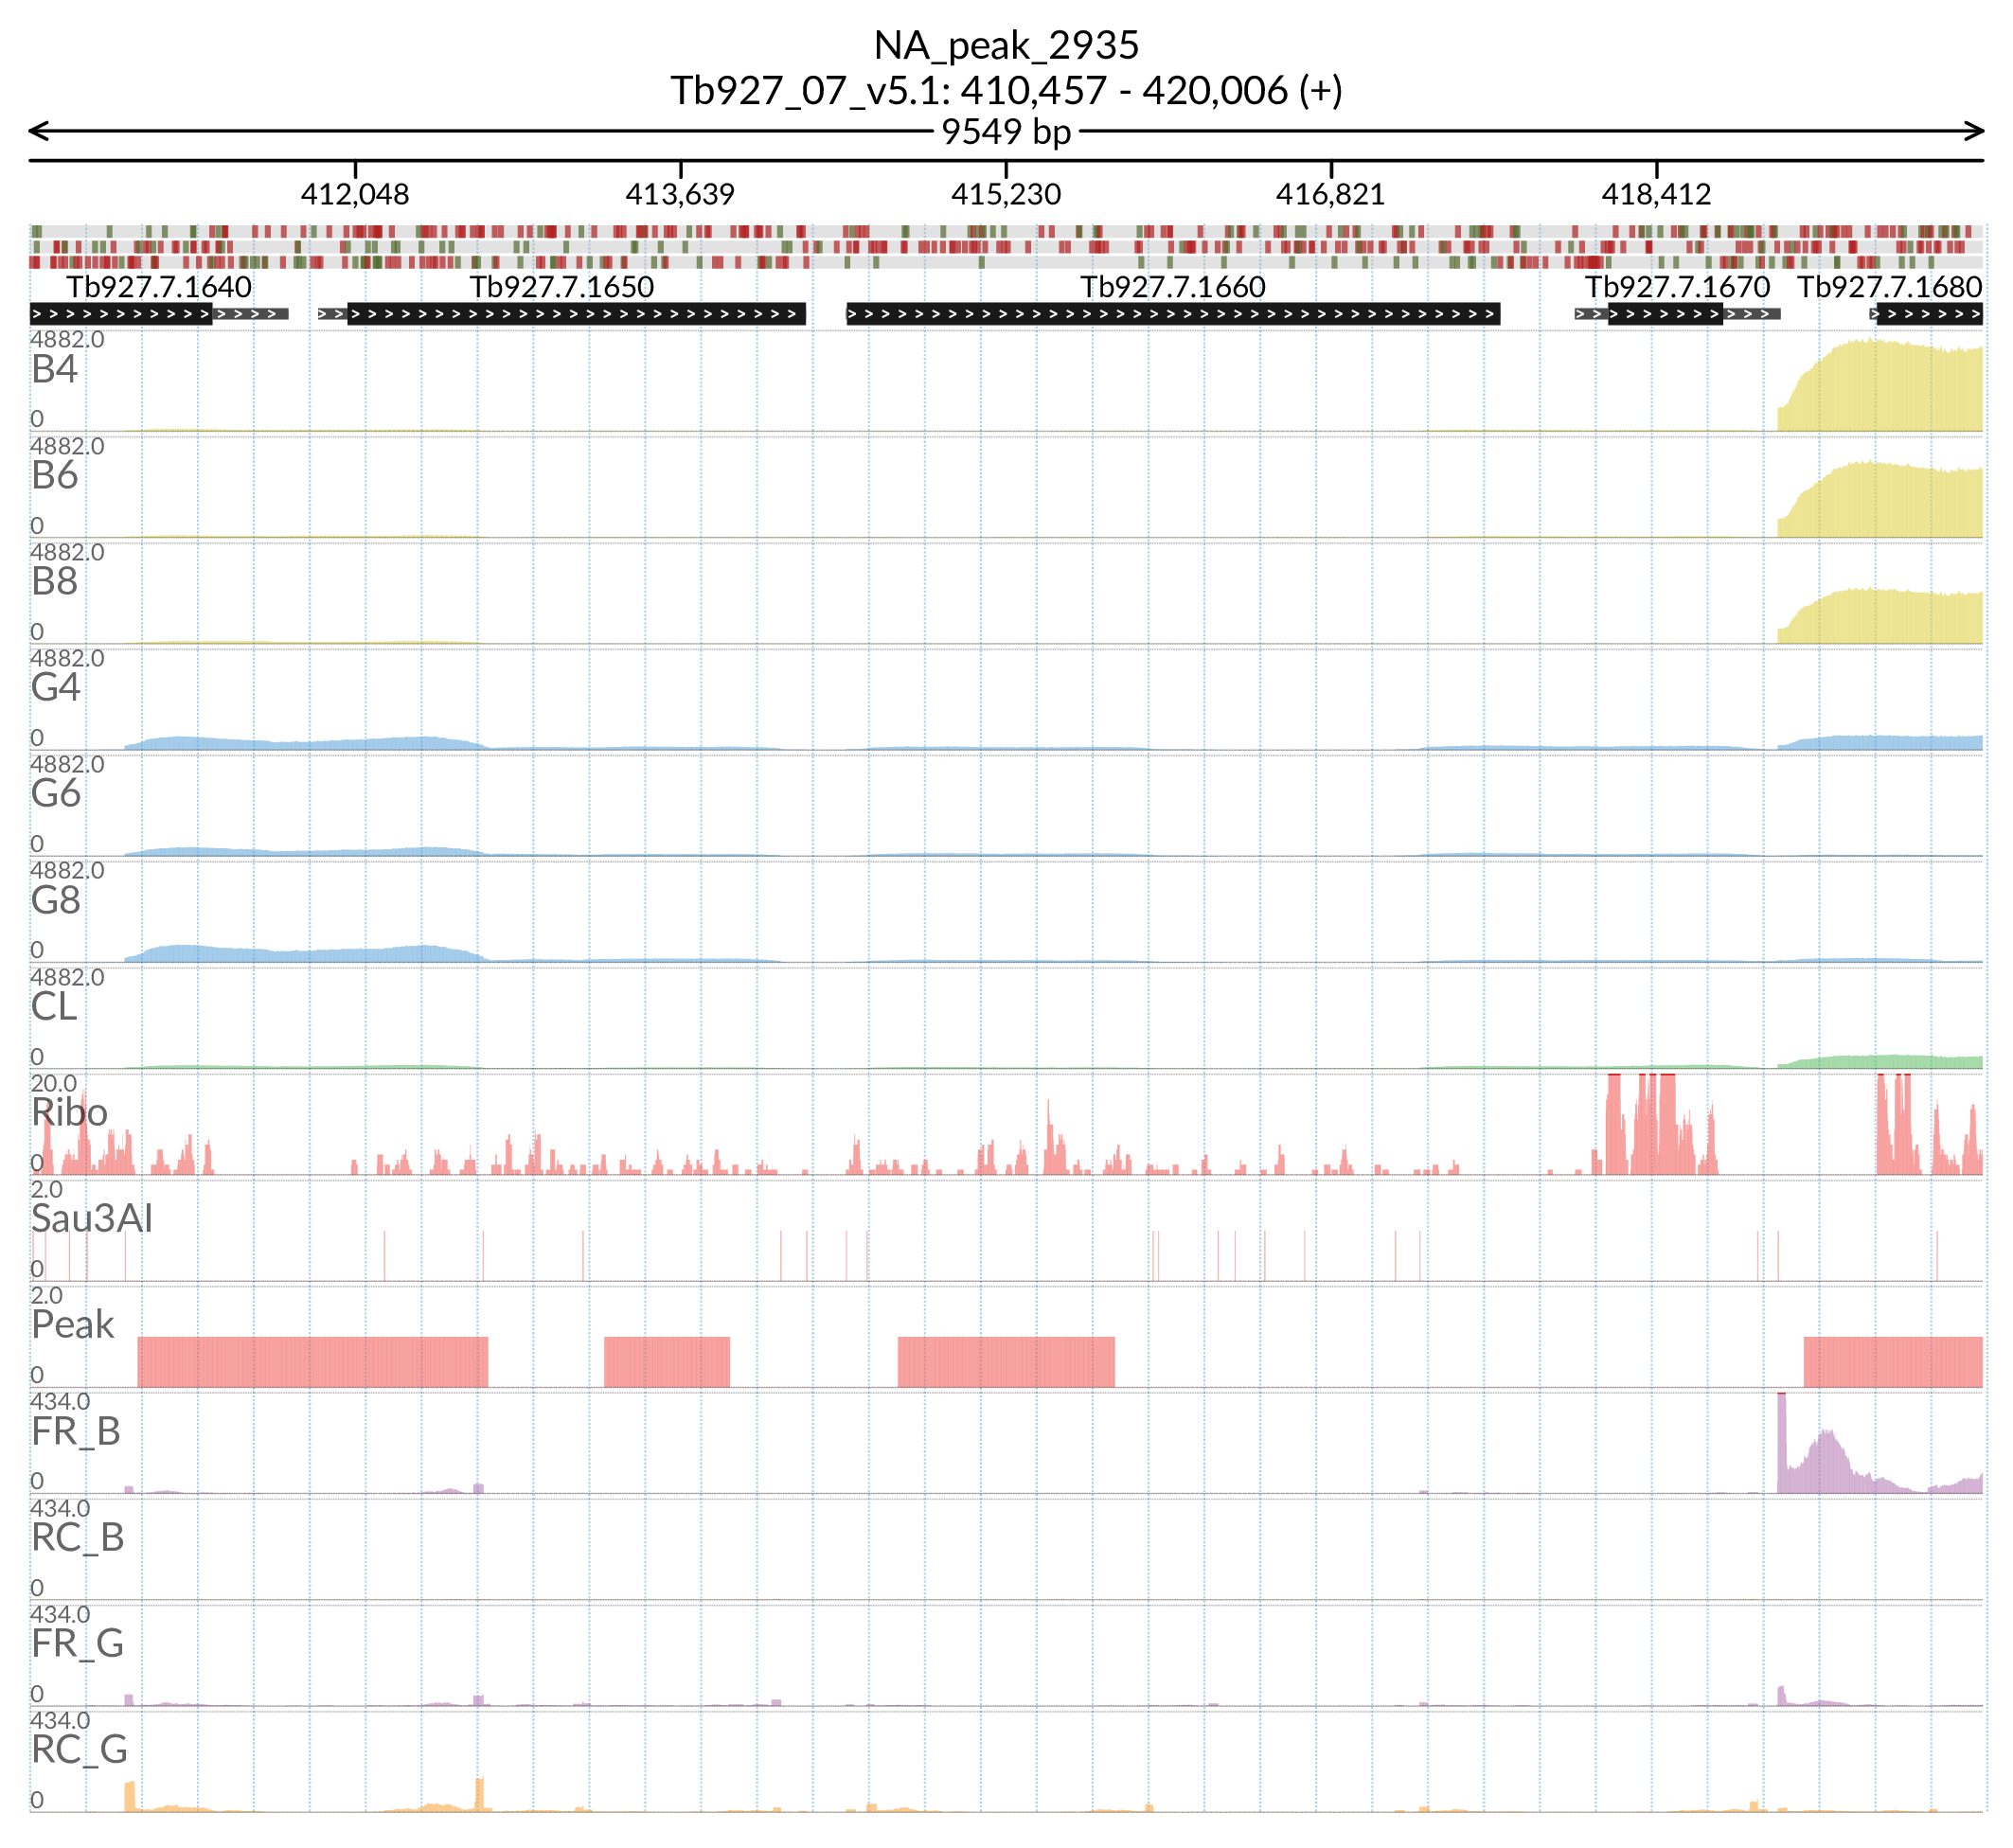 NA_peak_2935
Tb927_07_v5.1: 410,457 - 420,006 (+)
9549 bp
412,048 413,639 415,230 416,821 418,412
Tb927.7.1640 Tb927.7.1650 Tb927.7.1660 Tb927.7.1670 Tb927.7.1680
4882.0
B4
0
4882.0
B6
0
4882.0
B8
0
4882.0
G4
0
4882.0
G6
0
4882.0
G8
0
4882.0
CL
0
20.0
Ribo
0
2.0
Sau3AI
0
2.0
Peak
0
434.0
FR_B
0
434.0
RC_B
0
434.0
FR_G
0
434.0
RC_G
0